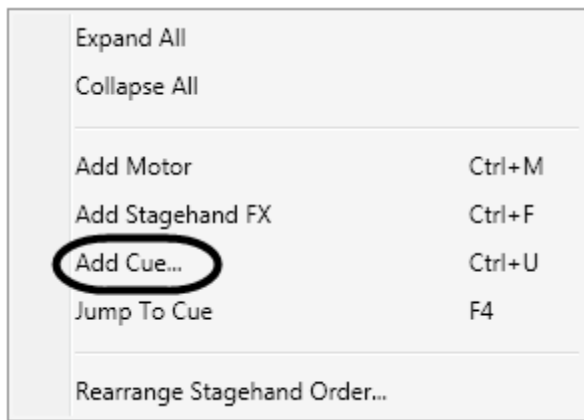 Expand All
Collapse All
Add Motor Ctrl+M
Add Stagehand FX Ctrl+F
Add Cue... Ctrl+U
Jump To Cue F4
Rearrange Stagehand Order...